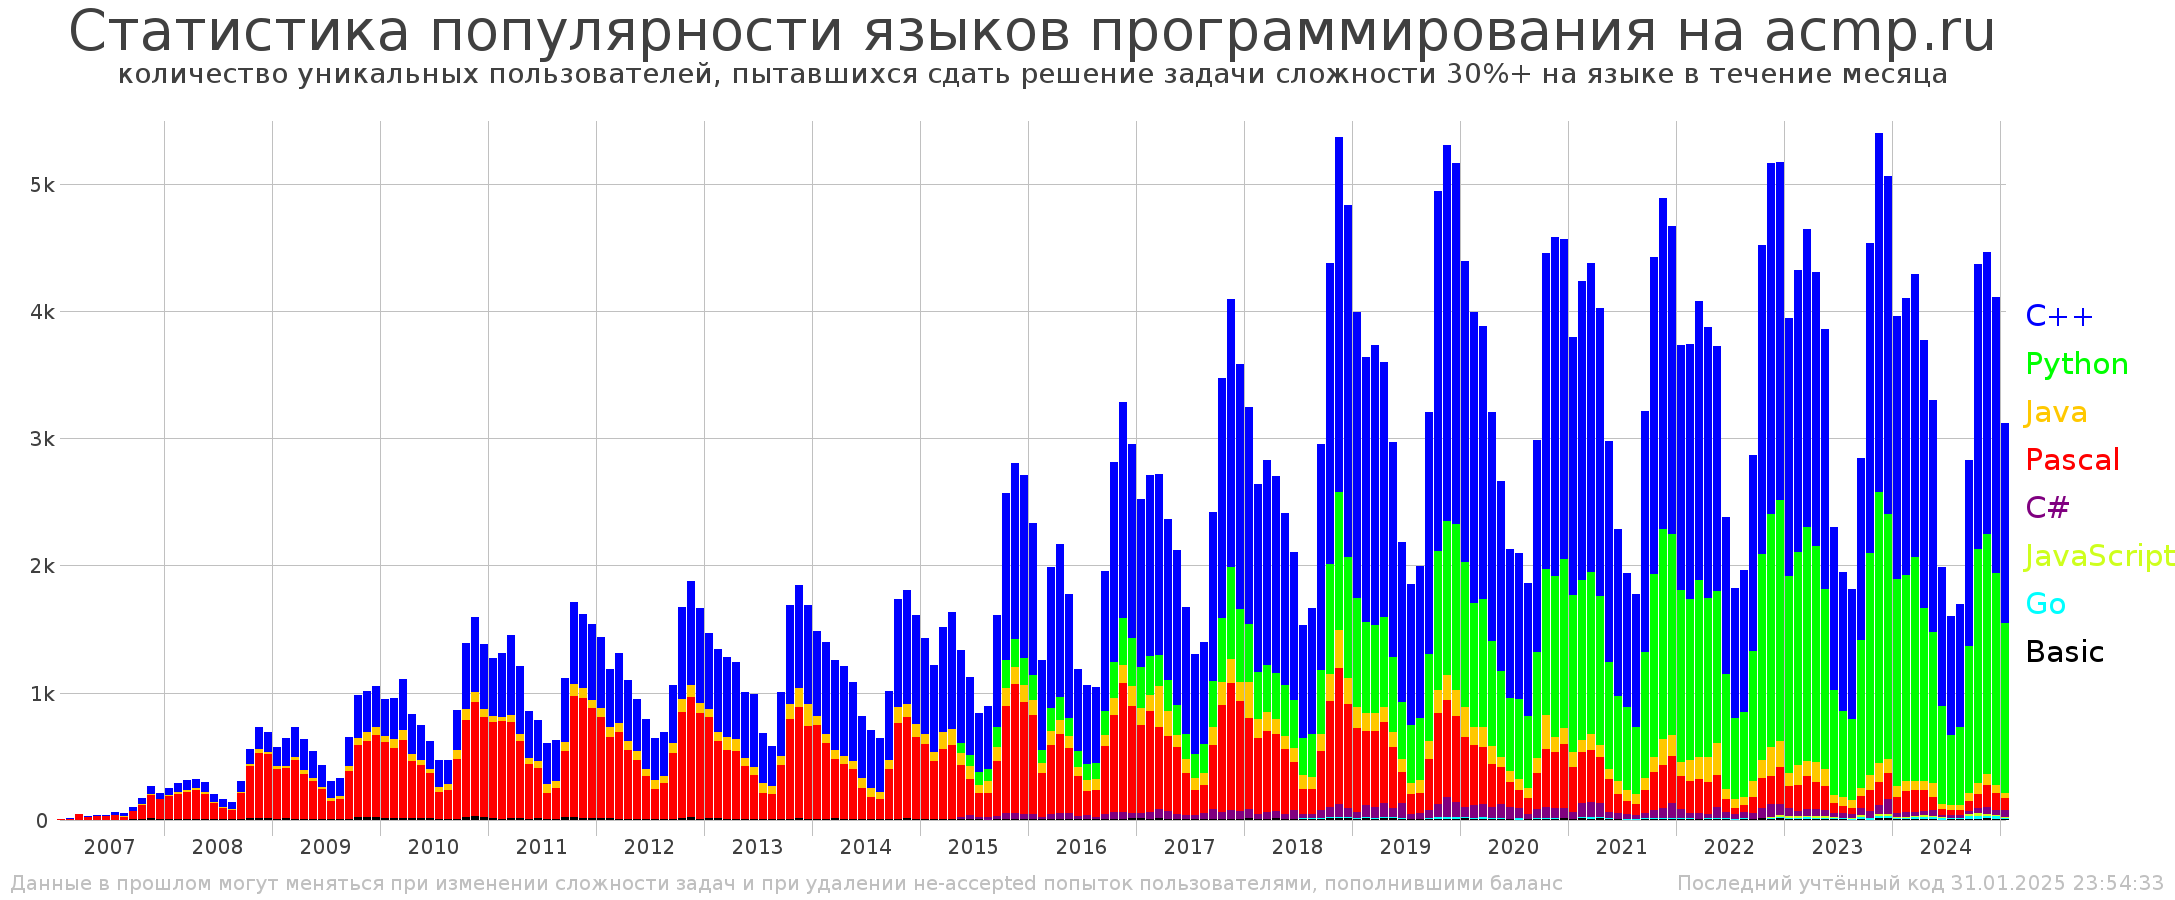 Статистика популярности языков программирования на acmp.ru
количество уникальных пользователей, пытавшихся сдать решение задачи сложности 30%+ на языке в течение месяца
5k
4k
3k
2k
1k
0
C++
Python
Java
Pascal
C#
JavaScript
Go
Basic
2007 2008 2009 2010 2011 2012 2013 2014 2015 2016 2017 2018 2019 2020 2021 2022 2023 2024
Данные в прошлом могут меняться при изменении сложности задач и при удалении не-accepted попыток пользователями, пополнившими баланс
Последний учтённый код 31.01.2025 23:54:33